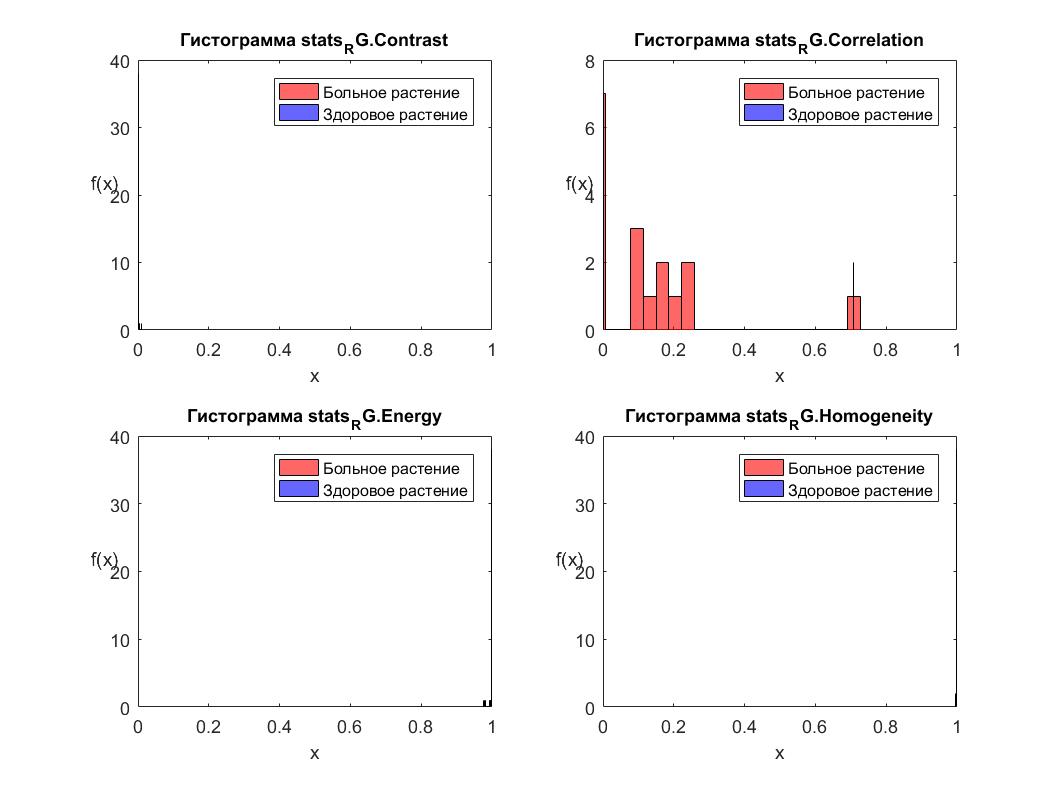 Гистограмма stats_RG.Contrast
Больное растение
Здоровое растение
40
30
20
10
0
f(x)
0 0.2 0.4 0.6 0.8 1
x
Гистограмма stats_RG.Correlation
Больное растение
Здоровое растение
8
6
4
2
0
f(x)
0 0.2 0.4 0.6 0.8 1
x
Гистограмма stats_RG.Energy
Больное растение
Здоровое растение
40
30
20
10
0
f(x)
0 0.2 0.4 0.6 0.8 1
x
Гистограмма stats_RG.Homogeneity
Больное растение
Здоровое растение
40
30
20
10
0
f(x)
0 0.2 0.4 0.6 0.8 1
x